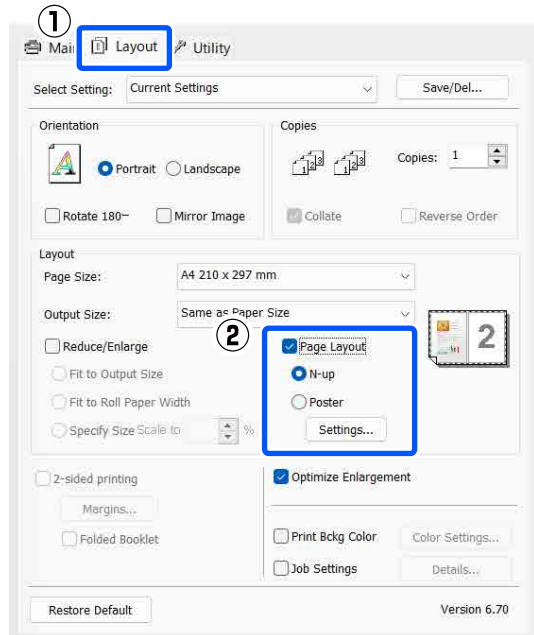 ①
Main Layout Utility
Select Setting: Current Settings Save/Del...
Orientation Copies
Portrait Landscape Copies: 1
Rotate 180° Mirror Image Collate Reverse Order
Layout
Page Size: A4 210 x 297 mm
Output Size: Same as Paper Size
②
Reduce/Enlarge Page Layout 2
Fit to Output Size N-up
Fit to Roll Paper Width Poster
Specify Size Scale to % Settings...
2-sided printing Optimize Enlargement
Margins...
Folded Booklet Print Bckg Color Color Settings...
Job Settings Details...
Restore Default Version 6.70